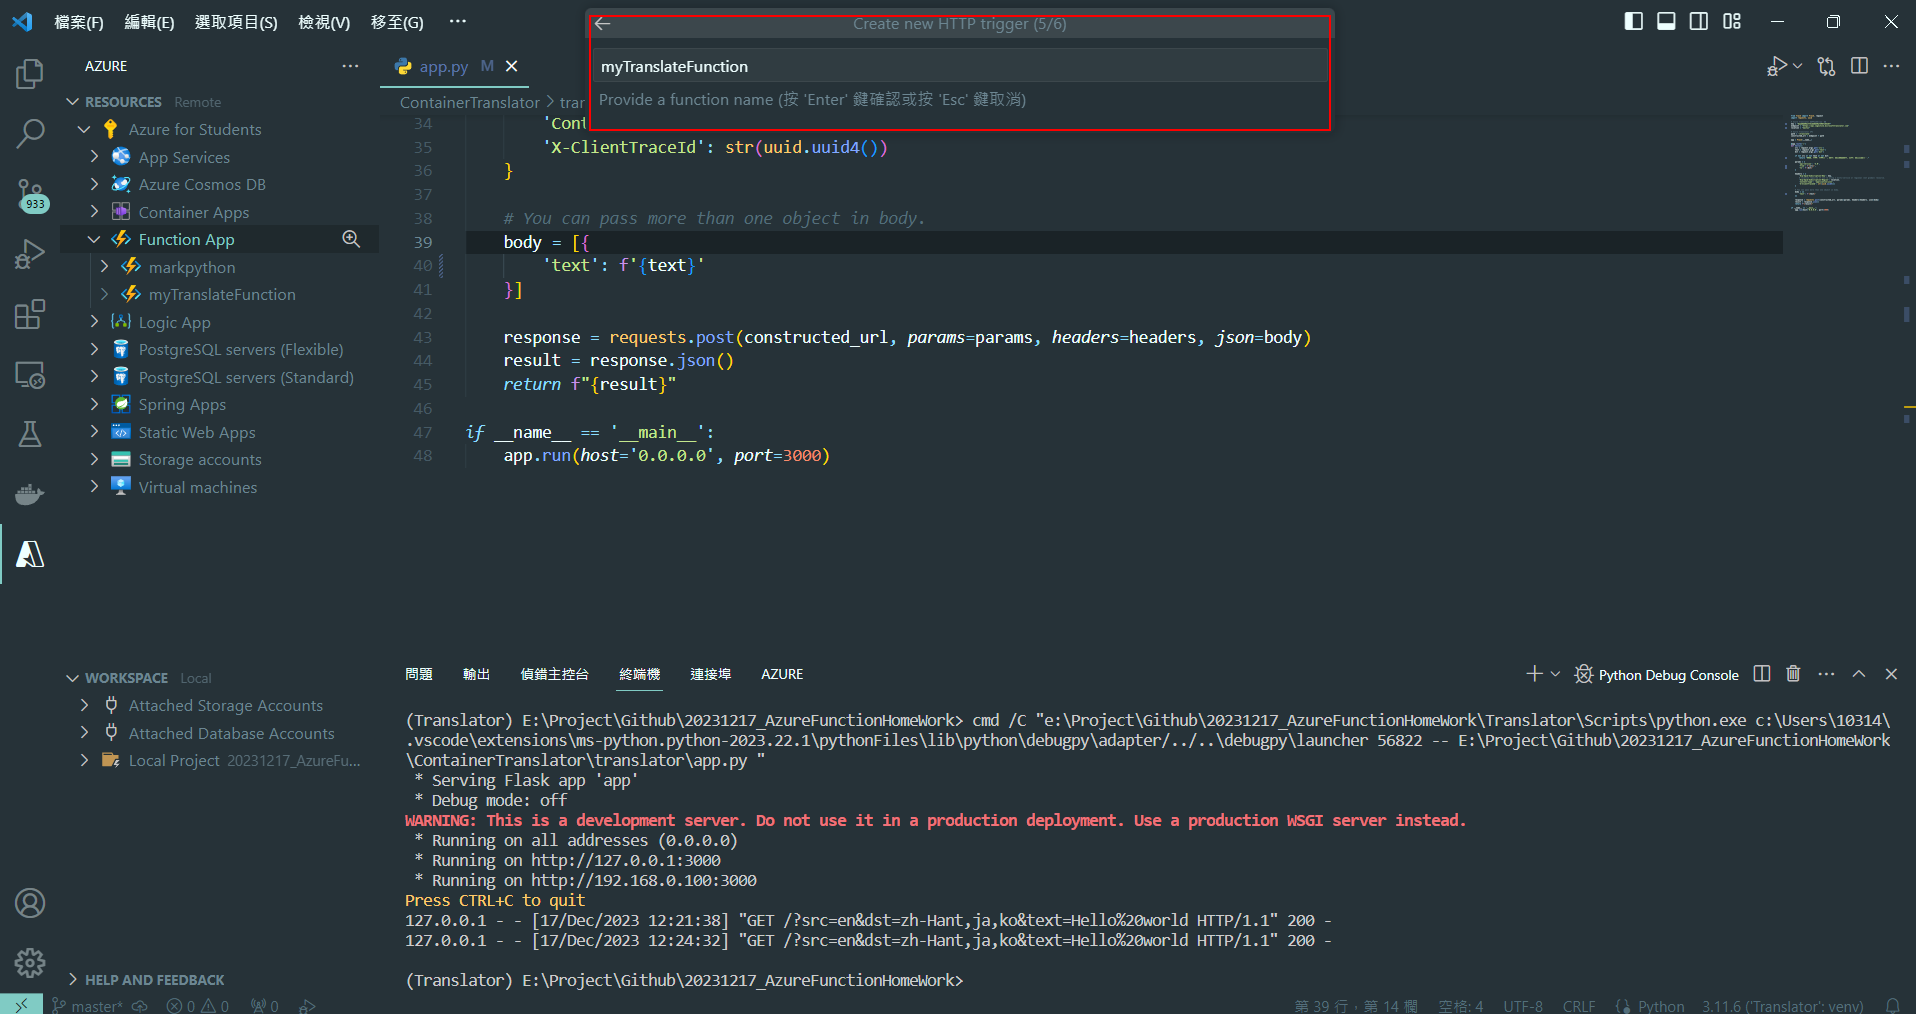 檔案(F) 編輯(E) 選取項目(S) 檢視(V) 移至(G) ···
Create new HTTP trigger (5/6)
myTranslateFunction
Provide a function name (按 'Enter' 鍵確認或按 'Esc' 鍵取消)
AZURE
RESOURCES Remote
Azure for Students
App Services
Azure Cosmos DB
Container Apps
Function App
markpython
myTranslateFunction
Logic App
PostgreSQL servers (Flexible)
PostgreSQL servers (Standard)
Spring Apps
Static Web Apps
Storage accounts
Virtual machines
933
WORKSPACE Local
Attached Storage Accounts
Attached Database Accounts
Local Project 20231217_AzureFu...
HELP AND FEEDBACK
app.py M
ContainerTranslator > tran
34 'Cont
35 'X-ClientTraceId': str(uuid.uuid4())
36 }
37
38 # You can pass more than one object in body.
39 body = [{
40 'text': f'{text}'
41 }]
42
43 response = requests.post(constructed_url, params=params, headers=headers, json=body)
44 result = response.json()
45 return f"{result}"
46
47 if __name__ == '__main__':
48 app.run(host='0.0.0.0', port=3000)
問題 輸出 偵錯主控台 終端機 連接埠 AZURE
Python Debug Console
(Translator) E:\Project\Github\20231217_AzureFunctionHomeWork> cmd /C "e:\Project\Github\20231217_AzureFunctionHomeWork\Translator\Scripts\python.exe c:\Users\10314\
.vscode\extensions\ms-python.python-2023.22.1\pythonFiles\lib\python\debugpy\adapter/../..\debugpy\launcher 56822 -- E:\Project\Github\20231217_AzureFunctionHomeWork
\ContainerTranslator\translator\app.py "
* Serving Flask app 'app'
* Debug mode: off
WARNING: This is a development server. Do not use it in a production deployment. Use a production WSGI server instead.
* Running on all addresses (0.0.0.0)
* Running on http://127.0.0.1:3000
* Running on http://192.168.0.100:3000
Press CTRL+C to quit
127.0.0.1 - - [17/Dec/2023 12:21:38] "GET /?src=en&dst=zh-Hant,ja,ko&text=Hello%20world HTTP/1.1" 200 -
127.0.0.1 - - [17/Dec/2023 12:24:32] "GET /?src=en&dst=zh-Hant,ja,ko&text=Hello%20world HTTP/1.1" 200 -
(Translator) E:\Project\Github\20231217_AzureFunctionHomeWork>
master* 0 0 0 第 39 行，第 14 欄 空格: 4 UTF-8 CRLF Python 3.11.6 ('Translator': venv)